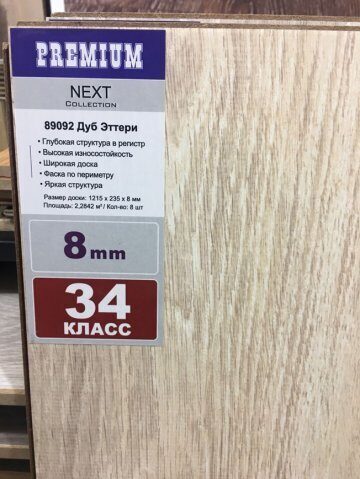 PREMIUM
NEXT
COLLECTION
89092 Дуб Эттери
• Глубокая структура в регистр
• Высокая износостойкость
• Широкая доска
• Фаска по периметру
• Яркая структура
Размер доски: 1215 x 235 x 8 мм
Площадь: 2,2842 м² / Кол-во: 8 шт
8mm
34
КЛАСС